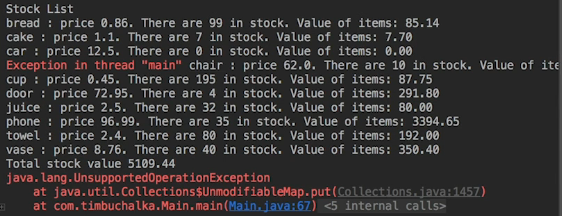 Stock List
bread : price 0.86. There are 99 in stock. Value of items: 85.14
cake : price 1.1. There are 7 in stock. Value of items: 7.70
car : price 12.5. There are 0 in stock. Value of items: 0.00
Exception in thread "main" chair : price 62.0. There are 10 in stock. Value of ite
cup : price 0.45. There are 195 in stock. Value of items: 87.75
door : price 72.95. There are 4 in stock. Value of items: 291.80
juice : price 2.5. There are 32 in stock. Value of items: 80.00
phone : price 96.99. There are 35 in stock. Value of items: 3394.65
towel : price 2.4. There are 80 in stock. Value of items: 192.00
vase : price 8.76. There are 40 in stock. Value of items: 350.40
Total stock value 5109.44
java.lang.UnsupportedOperationException
at java.util.Collections$UnmodifiableMap.put(Collections.java:1457)
at com.timbuchalka.Main.main(Main.java:67) <5 internal calls>